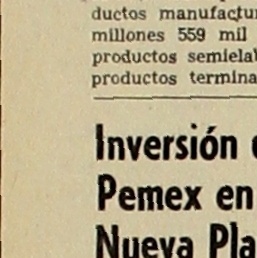 ductos manufactur
millones 559 mil
productos semielab
productos termina
Inversión
Pemex en
Nueva Pla